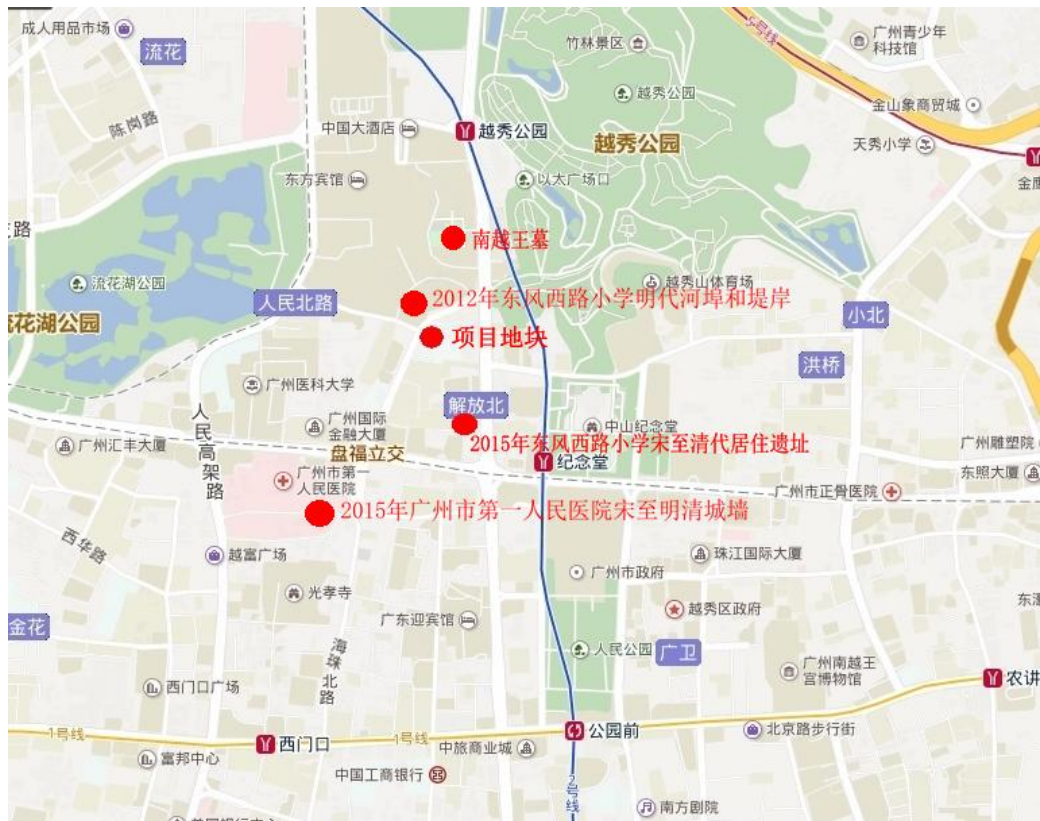 成人用品市场
流花
竹林景区
5号线
广州青少年
科技馆
越秀公园
金山象商贸城
陈岗路
中国大酒店
越秀公园
越秀公园
天秀小学
东方宾馆
以太广场口
金鹰
路
南越王墓
流花湖公园
人民北路
2012年东风西路小学明代河埠和堤岸
越秀山体育场
小北
花湖公园
项目地块
洪桥
广州医科大学
解放北
人民高架路
广州国际
金融大厦
中山纪念堂
广州汇丰大厦
盘福立交
2015年东风西路小学宋至清代居住遗址
广州雕塑院
纪念堂
东照大厦
广州市第一
人民医院
广州市正骨医院
2015年广州市第一人民医院宋至明清城墙
西华路
越富广场
珠江国际大厦
广州市政府
光孝寺
越秀区政府
东濠
广东迎宾馆
金花
人民公园
广卫
海珠北路
广州南越王
宫博物馆
西门口广场
农讲
1号线
西门口
1号线
中旅商业城
公园前
北京路步行街
富邦中心
中国工商银行
2号线
南方剧院